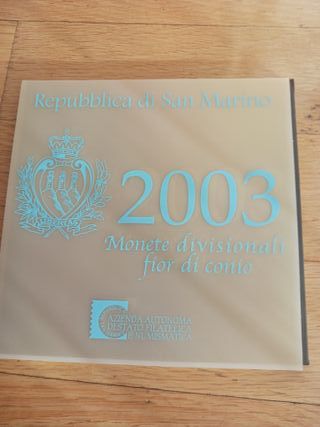 Repubblica di San Marino
2003
Monete divisionali
fior di conio
AZIENDA AUTONOMA
DI STATO FILATELICA
E NUMISMATICA